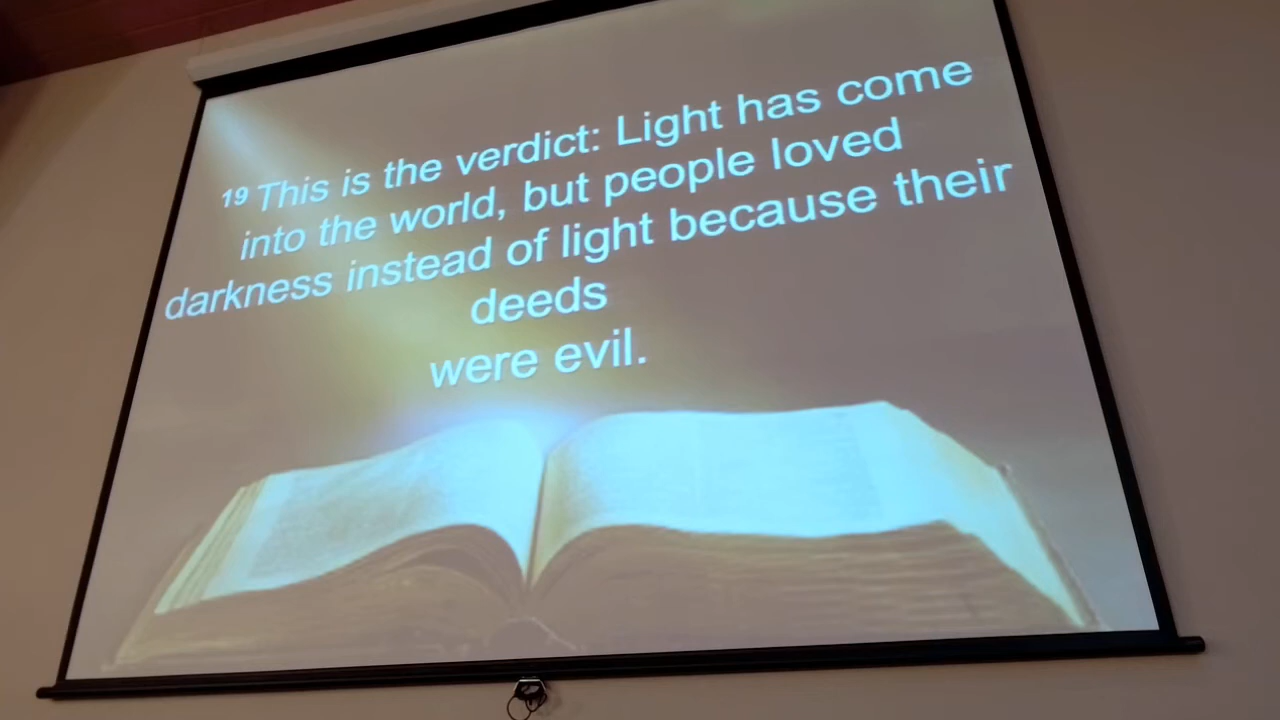 19 This is the verdict: Light has come
into the world, but people loved
darkness instead of light because their
deeds
were evil.